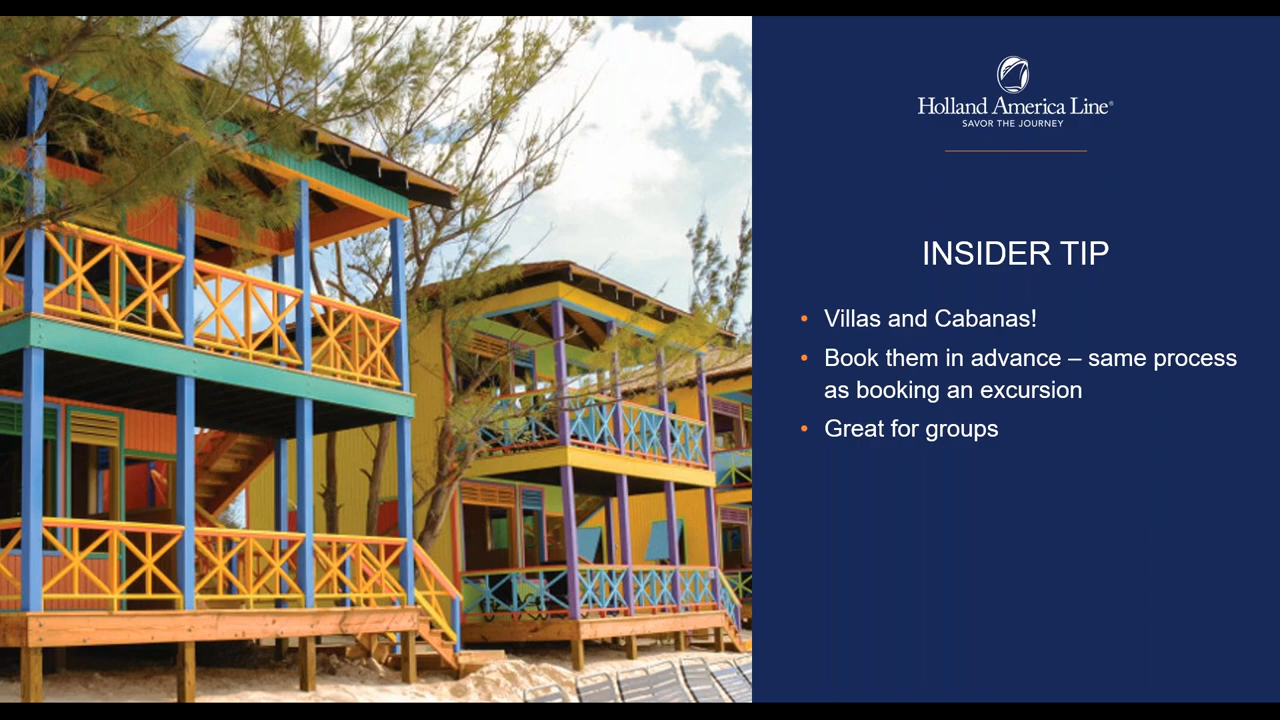 Holland America Line®
SAVOR THE JOURNEY
INSIDER TIP
• Villas and Cabanas!
• Book them in advance – same process
as booking an excursion
• Great for groups